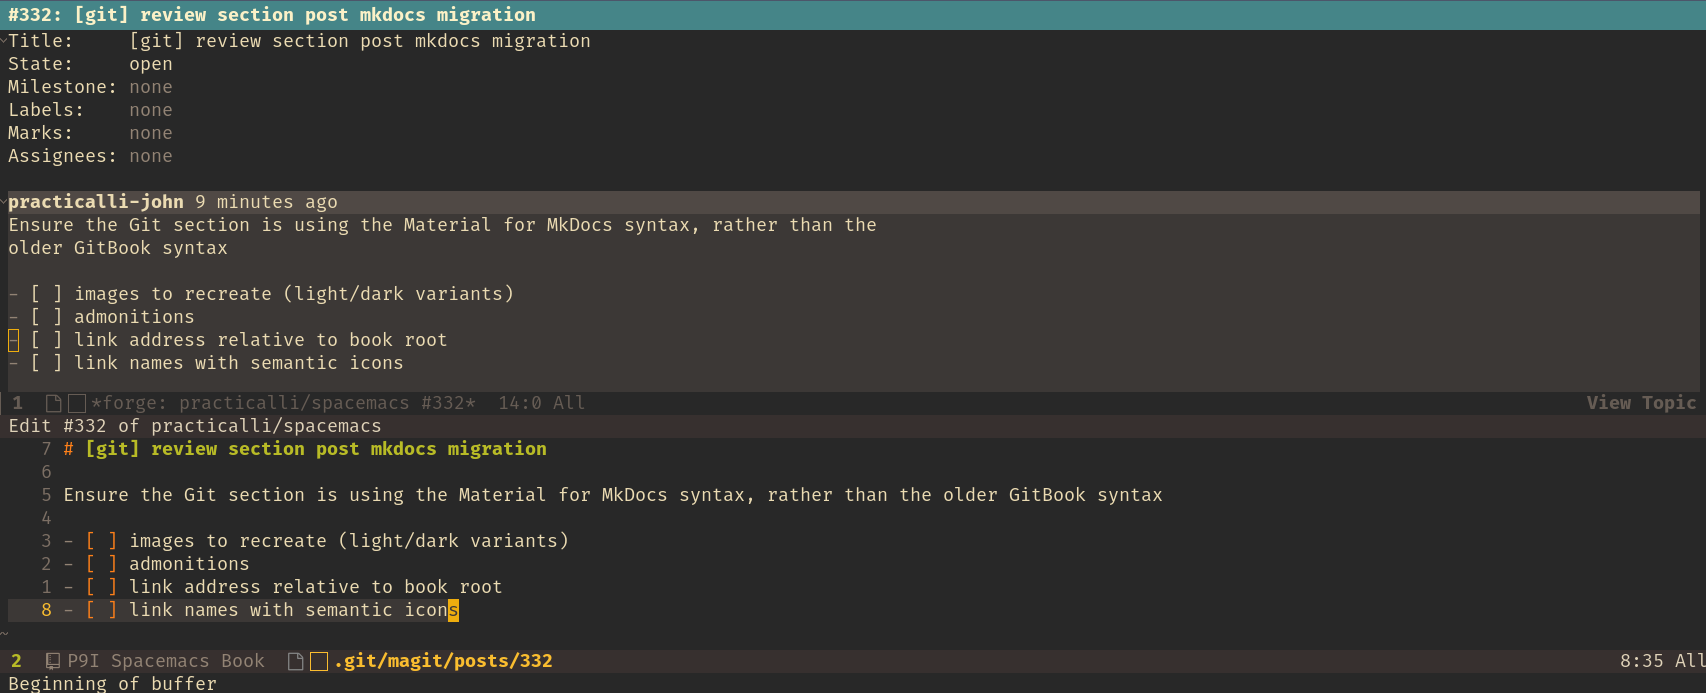 #332: [git] review section post mkdocs migration
Title:     [git] review section post mkdocs migration
State:     open
Milestone: none
Labels:    none
Marks:     none
Assignees: none
practicalli-john 9 minutes ago
Ensure the Git section is using the Material for MkDocs syntax, rather than the
older GitBook syntax
- [ ] images to recreate (light/dark variants)
- [ ] admonitions
- [ ] link address relative to book root
- [ ] link names with semantic icons
1 *forge: practicalli/spacemacs #332*  14:0 All View Topic
Edit #332 of practicalli/spacemacs
7 # [git] review section post mkdocs migration
6
5 Ensure the Git section is using the Material for MkDocs syntax, rather than the older GitBook syntax
4
3 - [ ] images to recreate (light/dark variants)
2 - [ ] admonitions
1 - [ ] link address relative to book root
8 - [ ] link names with semantic icons
~
2 P9I Spacemacs Book .git/magit/posts/332 8:35 All
Beginning of buffer